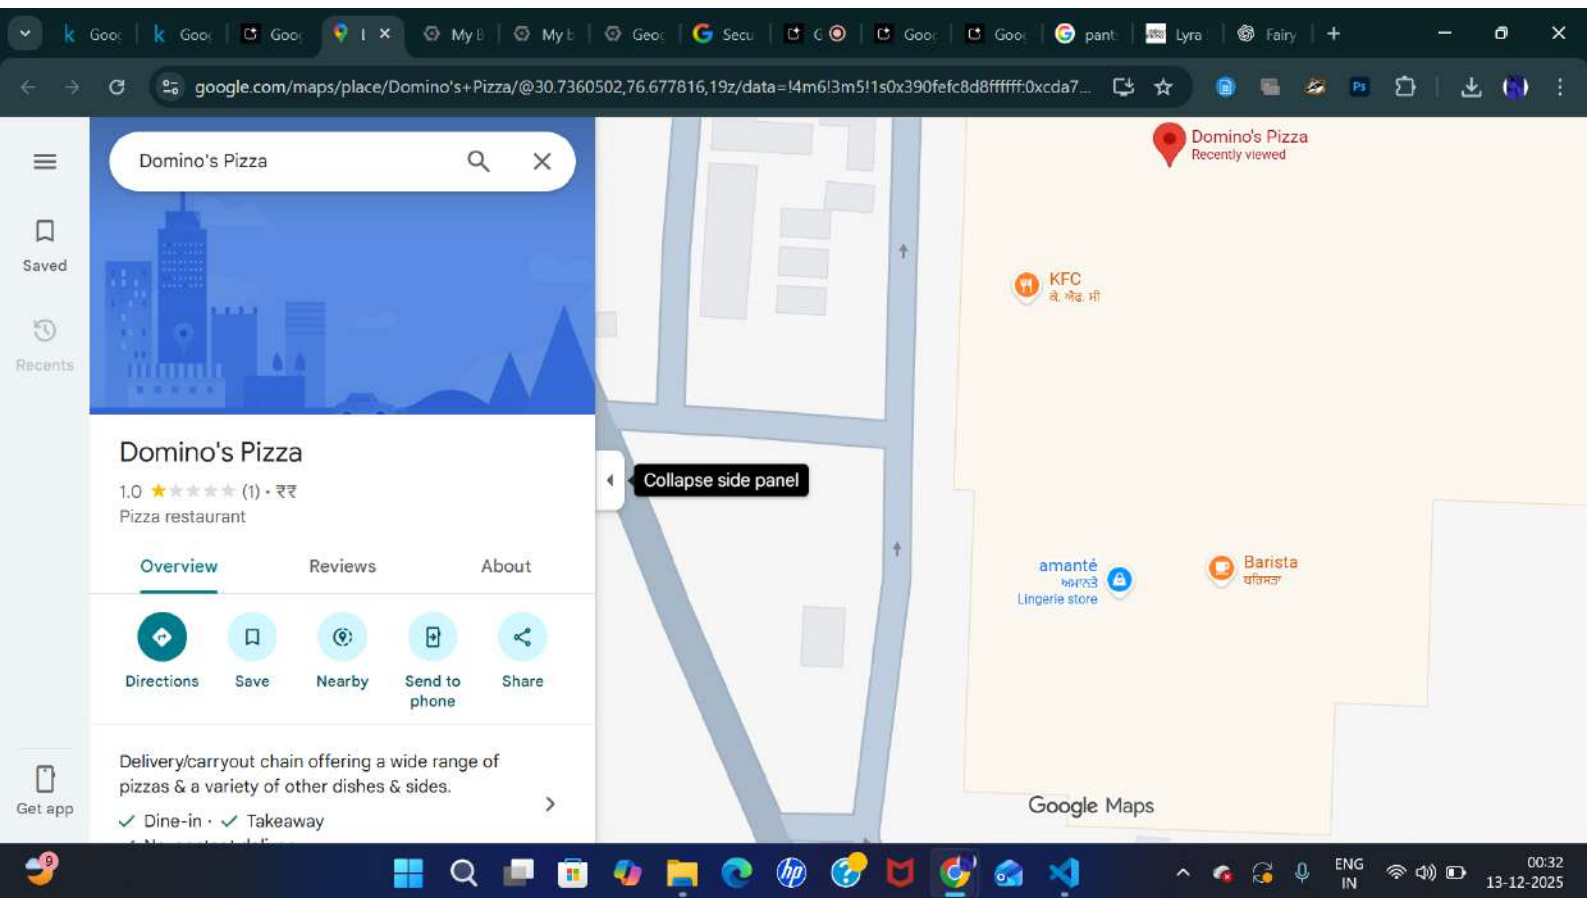 Goo
Goo
Goo
I
My B
My b
Geo
Secu
G
Goo
Goo
pant
Lyra
Fairy
google.com/maps/place/Domino's+Pizza/@30.7360502,76.677816,19z/data=!4m6!3m5!1s0x390fefc8d8ffffff:0xcda7...
Domino's Pizza
Saved
Recents
Get app
Domino's Pizza
1.0 (1) · ₹₹
Pizza restaurant
Overview
Reviews
About
Directions
Save
Nearby
Send to
phone
Share
Delivery/carryout chain offering a wide range of
pizzas & a variety of other dishes & sides.
Dine-in · Takeaway
Collapse side panel
Domino's Pizza
Recently viewed
KFC
ਕੇ. ਐਫ. ਸੀ
amanté
ਅਮਾਨਤੇ
Lingerie store
Barista
ਬਰਿਸਤਾ
Google Maps
9
ENG
IN
00:32
13-12-2025